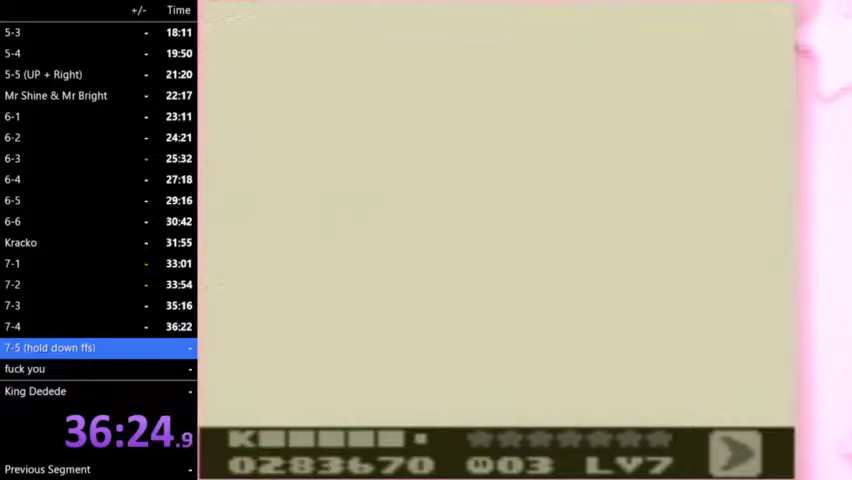 +/- Time
5-3 - 18:11
5-4 - 19:50
5-5 (UP + Right) - 21:20
Mr Shine & Mr Bright - 22:17
6-1 - 23:11
6-2 - 24:21
6-3 - 25:32
6-4 - 27:18
6-5 - 29:16
6-6 - 30:42
Kracko - 31:55
7-1 - 33:01
7-2 - 33:54
7-3 - 35:16
7-4 - 36:22
7-5 (hold down ffs) -
fuck you -
King Dedede -
36:24.9
Previous Segment -
K
0283670 03 LV7